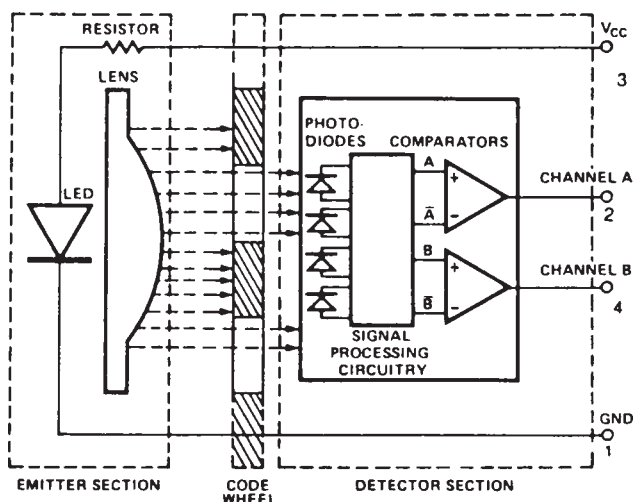 RESISTOR
LENS
LED
VCC
3
PHOTO-
DIODES
COMPARATORS
A
+
Ā
−
B
+
B̄
−
CHANNEL A
2
CHANNEL B
4
SIGNAL
PROCESSING
CIRCUITRY
GND
1
EMITTER SECTION
CODE
WHEEL
DETECTOR SECTION